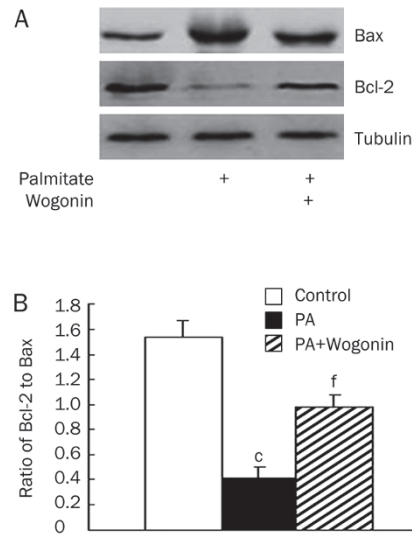 A
Bax
Bcl-2
Tubulin
Palmitate + +
Wogonin +
B
Control
PA
PA+Wogonin
Ratio of Bcl-2 to Bax
1.8
1.6
1.4
1.2
1.0
0.8
0.6
0.4
0.2
0
c
f